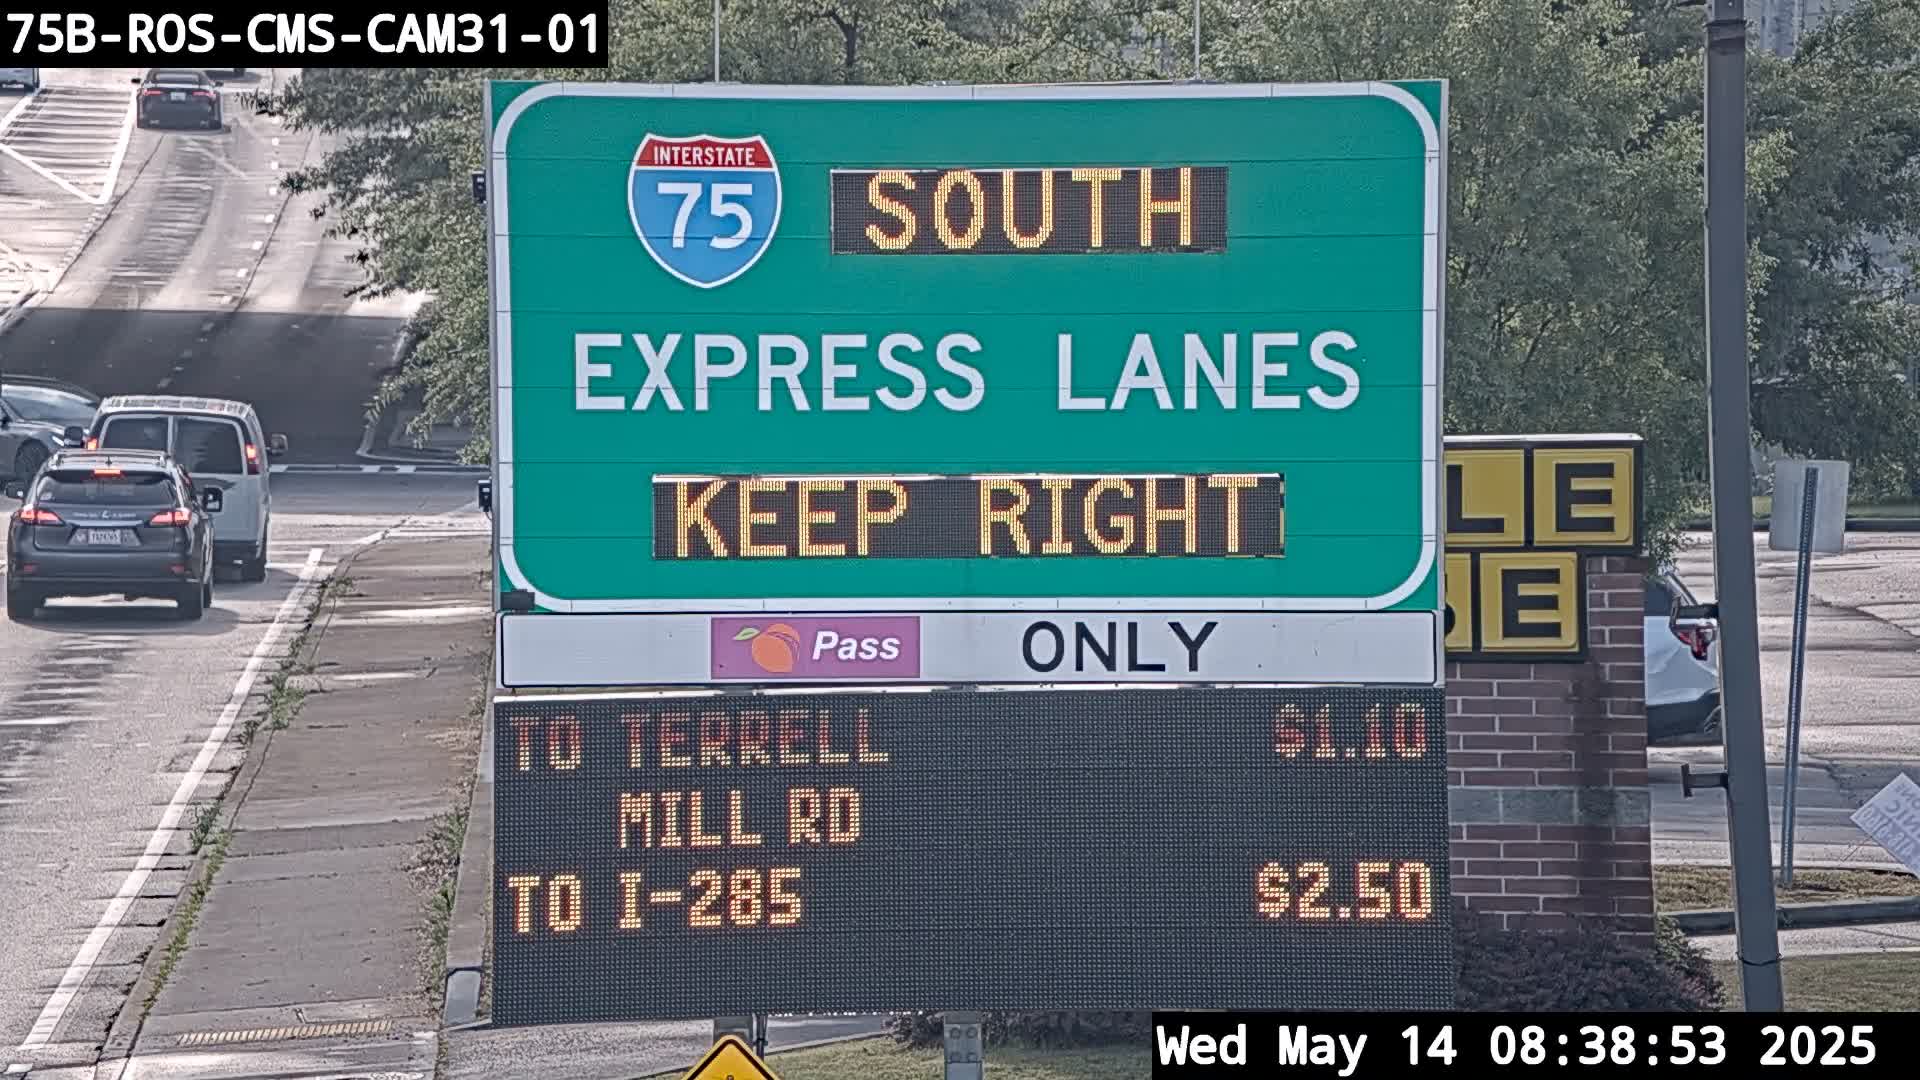 75B-ROS-CMS-CAM31-01
INTERSTATE
75
SOUTH
EXPRESS LANES
KEEP RIGHT
Pass ONLY
TO TERRELL $1.10
MILL RD
TO I-285 $2.50
LE
E
Wed May 14 08:38:53 2025